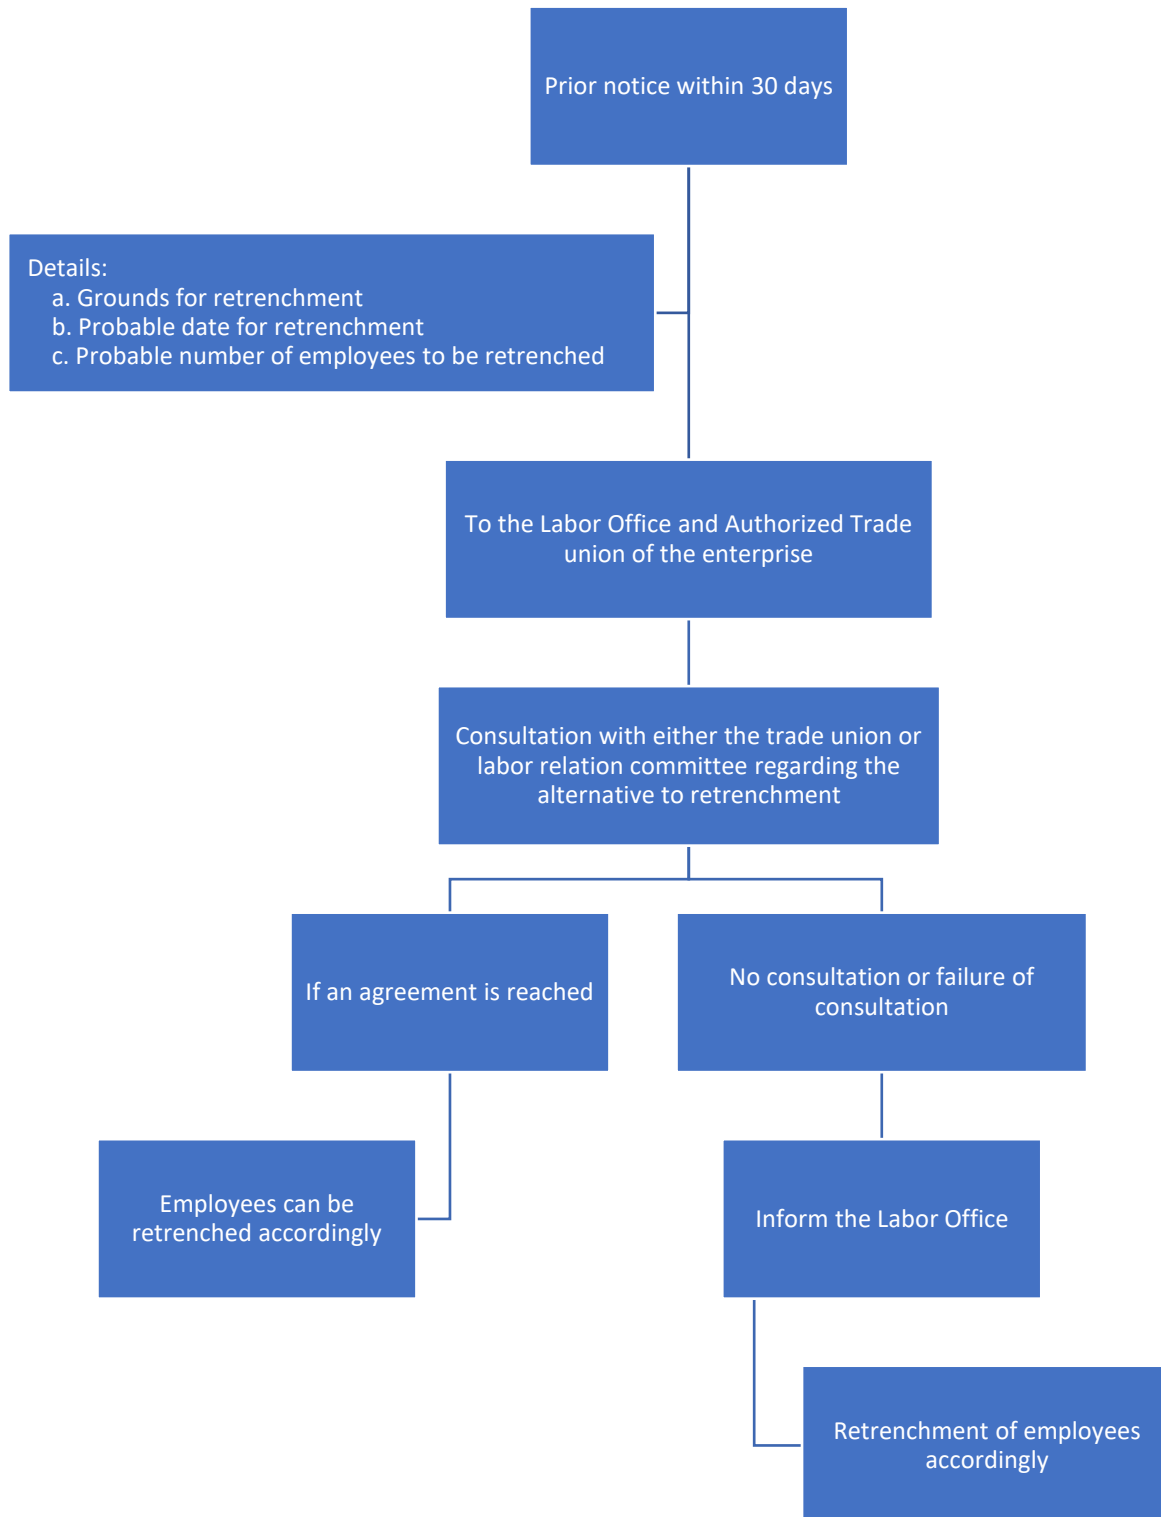 Prior notice within 30 days
Details:
a. Grounds for retrenchment
b. Probable date for retrenchment
c. Probable number of employees to be retrenched
To the Labor Office and Authorized Trade
union of the enterprise
Consultation with either the trade union or
labor relation committee regarding the
alternative to retrenchment
If an agreement is reached
No consultation or failure of
consultation
Employees can be
retrenched accordingly
Inform the Labor Office
Retrenchment of employees
accordingly